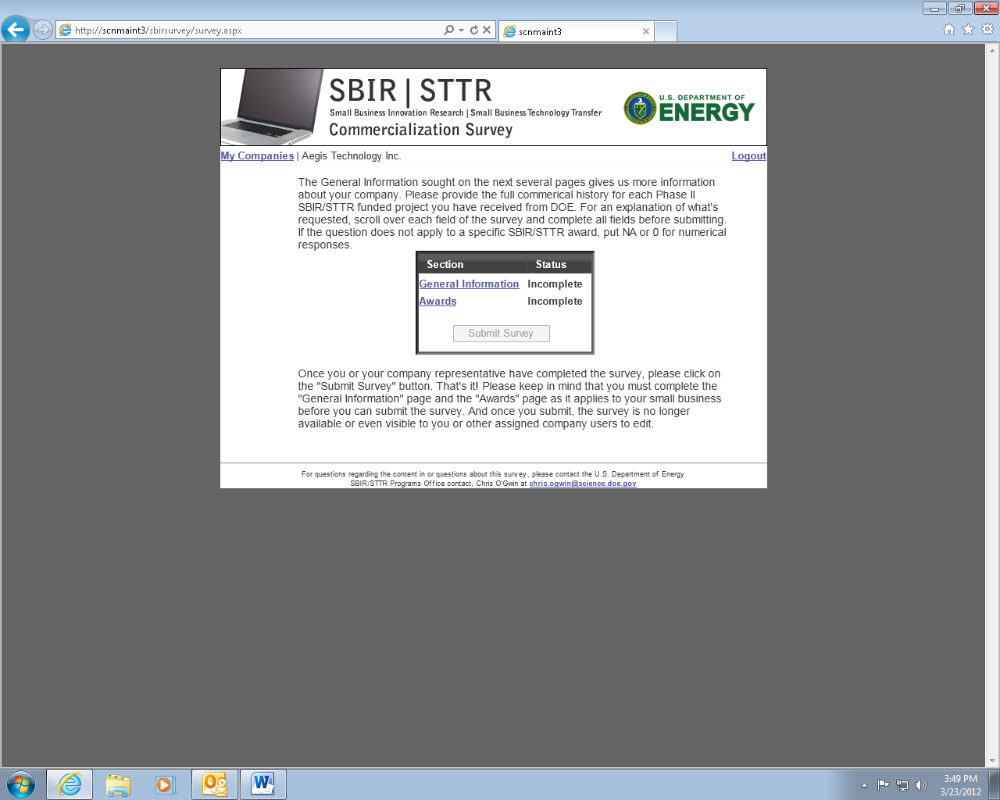 http://scnmaint3/sbirsurvey/survey.aspx
scnmaint3
SBIR | STTR
Small Business Innovation Research | Small Business Technology Transfer
Commercialization Survey
U.S. DEPARTMENT OF
ENERGY
My Companies | Aegis Technology Inc.
Logout
The General Information sought on the next several pages gives us more information
about your company. Please provide the full commerical history for each Phase II
SBIR/STTR funded project you have received from DOE. For an explanation of what's
requested, scroll over each field of the survey and complete all fields before submitting.
If the question does not apply to a specific SBIR/STTR award, put NA or 0 for numerical
responses.
Section Status
General Information Incomplete
Awards Incomplete
Submit Survey
Once you or your company representative have completed the survey, please click on
the "Submit Survey" button. That's it! Please keep in mind that you must complete the
"General Information" page and the "Awards" page as it applies to your small business
before you can submit the survey. And once you submit, the survey is no longer
available or even visible to you or other assigned company users to edit.
For questions regarding the content in or questions about this survey, please contact the U.S. Department of Energy
SBIR/STTR Programs Office contact, Chris O'Gwin at chris.ogwin@science.doe.gov
3:49 PM
3/23/2012